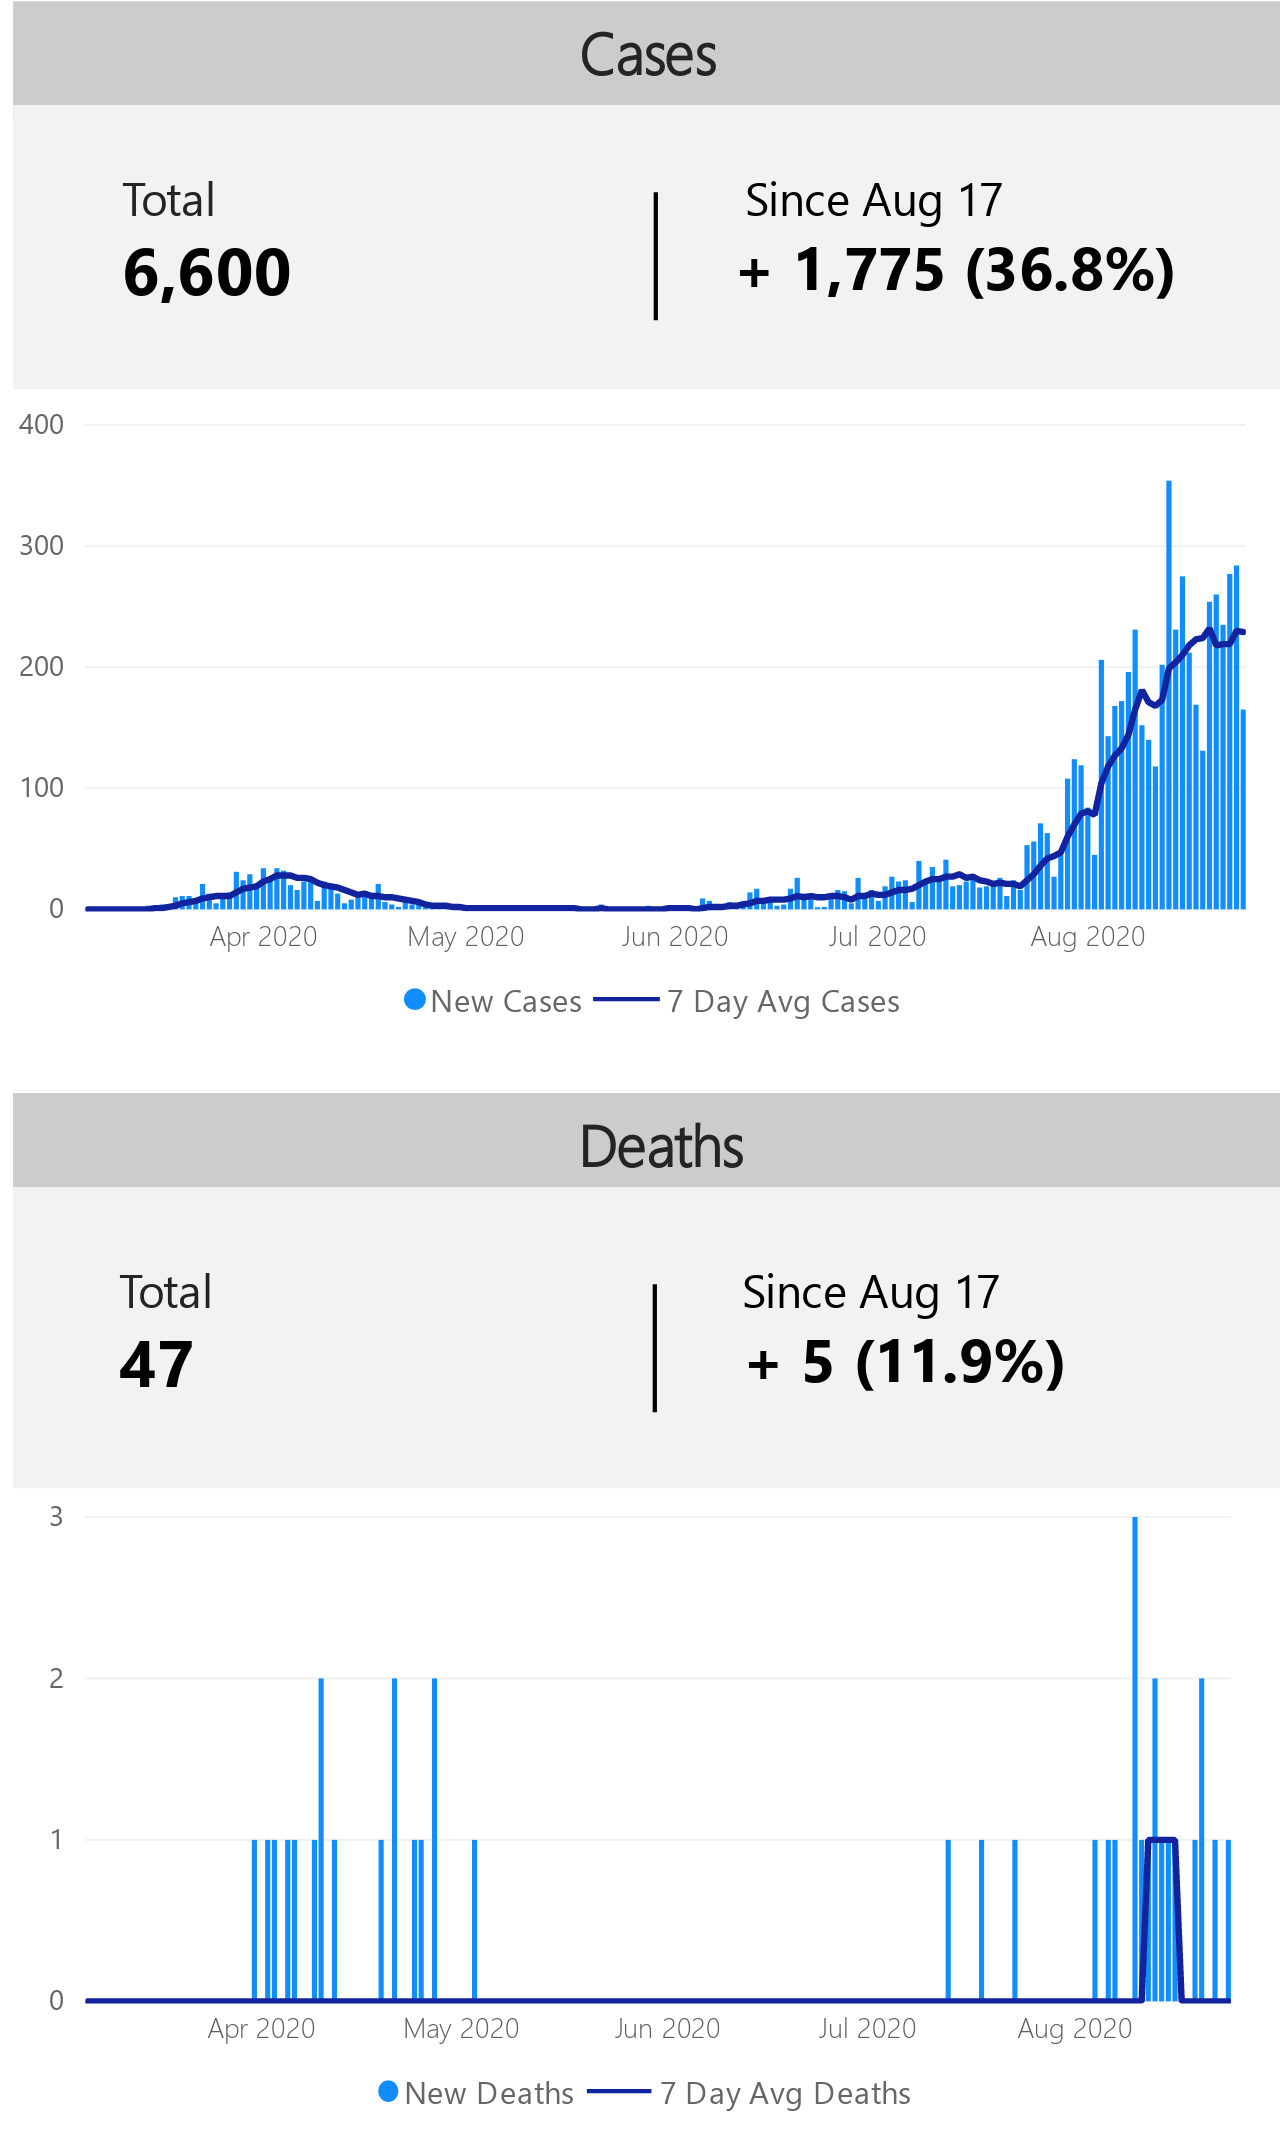 Cases
Total
Since Aug 17
6,600
+ 1,775 (36.8%)
400
300
200
100
0
Apr 2020 May 2020 Jun 2020 Jul 2020 Aug 2020
New Cases 7 Day Avg Cases
Deaths
Total
Since Aug 17
47
+ 5 (11.9%)
3
2
1
0
Apr 2020 May 2020 Jun 2020 Jul 2020 Aug 2020
New Deaths 7 Day Avg Deaths